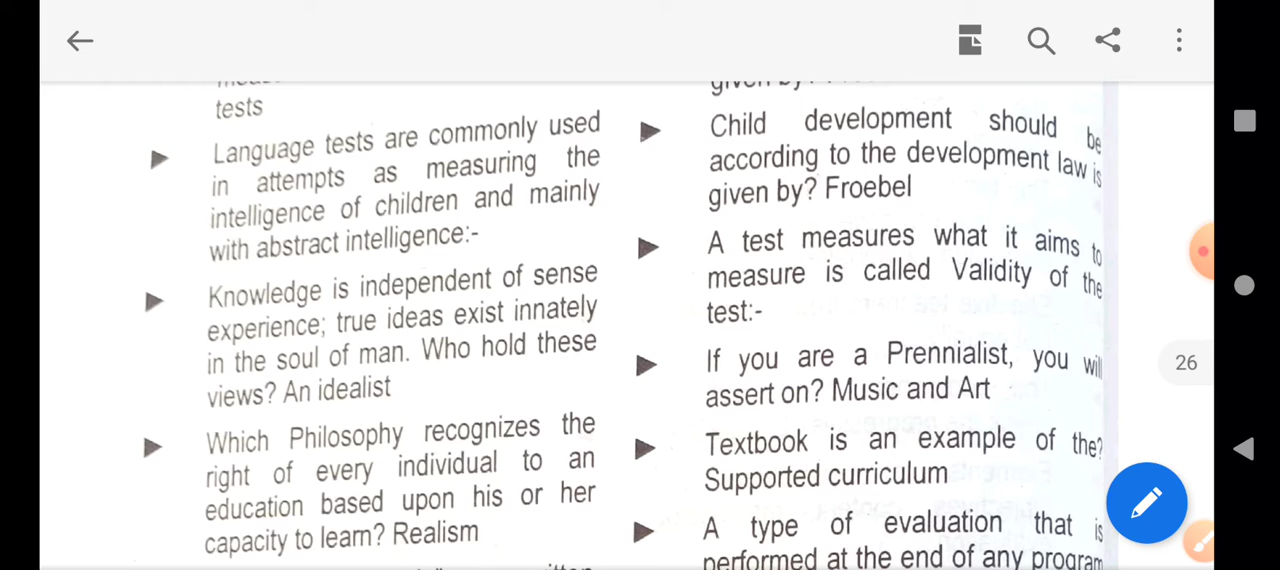 tests
Language tests are commonly used
in attempts as measuring the
intelligence of children and mainly
with abstract intelligence:-
Knowledge is independent of sense
experience; true ideas exist innately
in the soul of man. Who hold these
views? An idealist
Which Philosophy recognizes the
right of every individual to an
education based upon his or her
capacity to learn? Realism
given by?
Child development should be
according to the development law is
given by? Froebel
A test measures what it aims to
measure is called Validity of the
test:-
If you are a Prennialist, you will
assert on? Music and Art
Textbook is an example of the?
Supported curriculum
A type of evaluation that is
performed at the end of any program
26